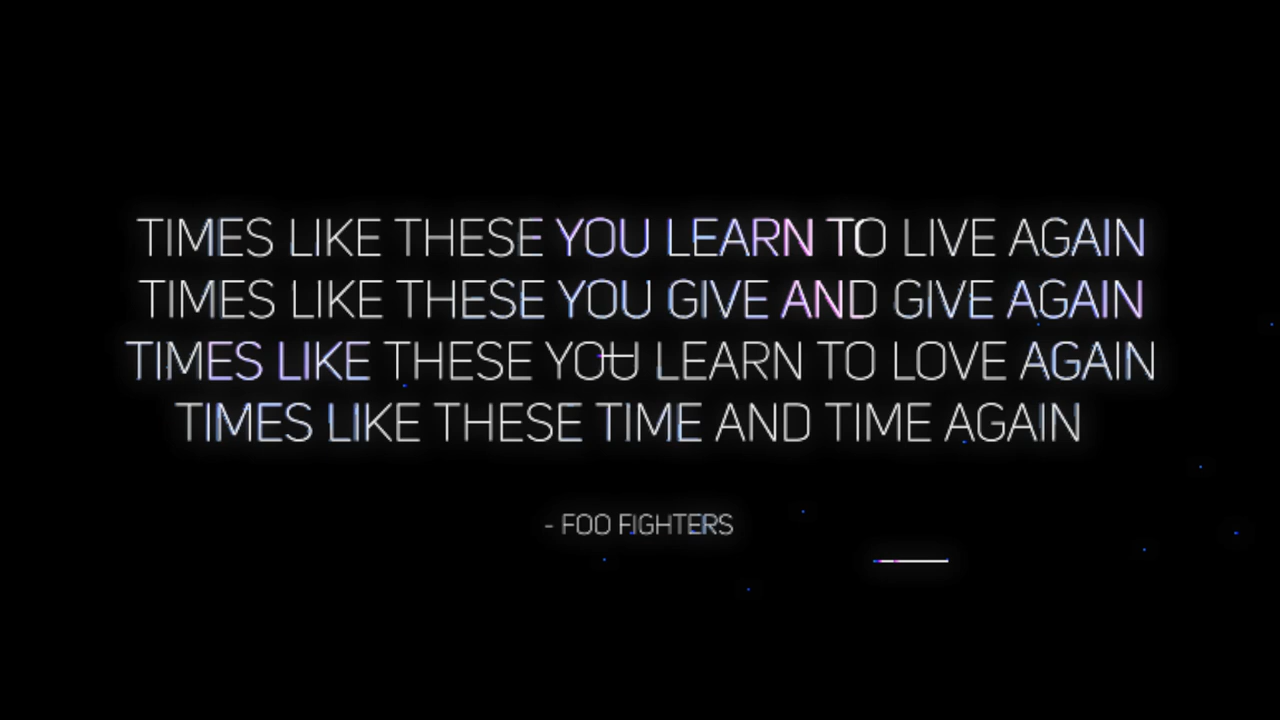 TIMES LIKE THESE YOU LEARN TO LIVE AGAIN
TIMES LIKE THESE YOU GIVE AND GIVE AGAIN
TIMES LIKE THESE YOU LEARN TO LOVE AGAIN
TIMES LIKE THESE TIME AND TIME AGAIN
- FOO FIGHTERS